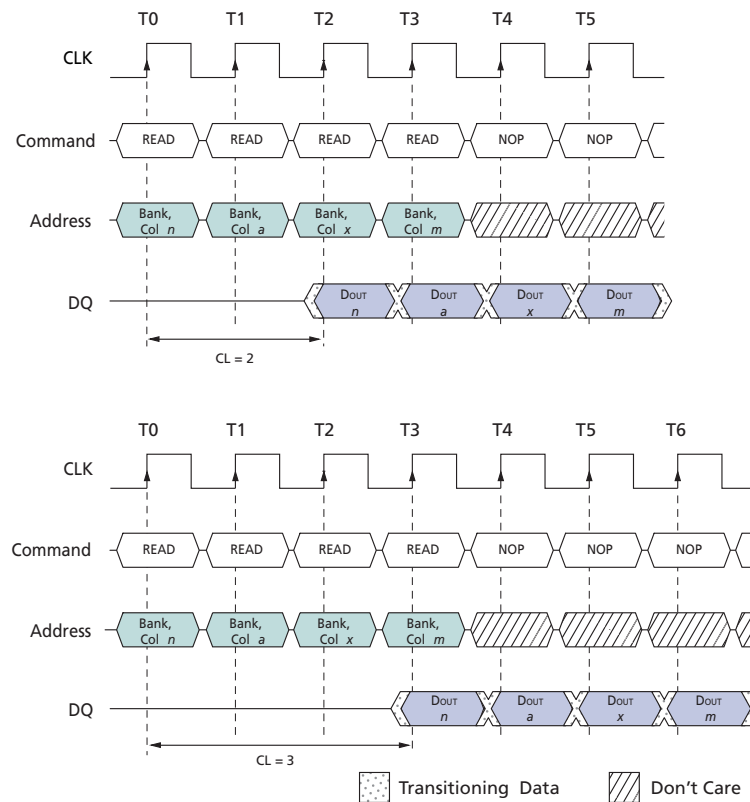 T0 T1 T2 T3 T4 T5
CLK
Command READ READ READ READ NOP NOP
Address Bank, Col n Bank, Col a Bank, Col x Bank, Col m
DQ DOUT n DOUT a DOUT x DOUT m
CL = 2
T0 T1 T2 T3 T4 T5 T6
CLK
Command READ READ READ READ NOP NOP NOP
Address Bank, Col n Bank, Col a Bank, Col x Bank, Col m
DQ DOUT n DOUT a DOUT x DOUT m
CL = 3
Transitioning Data Don't Care